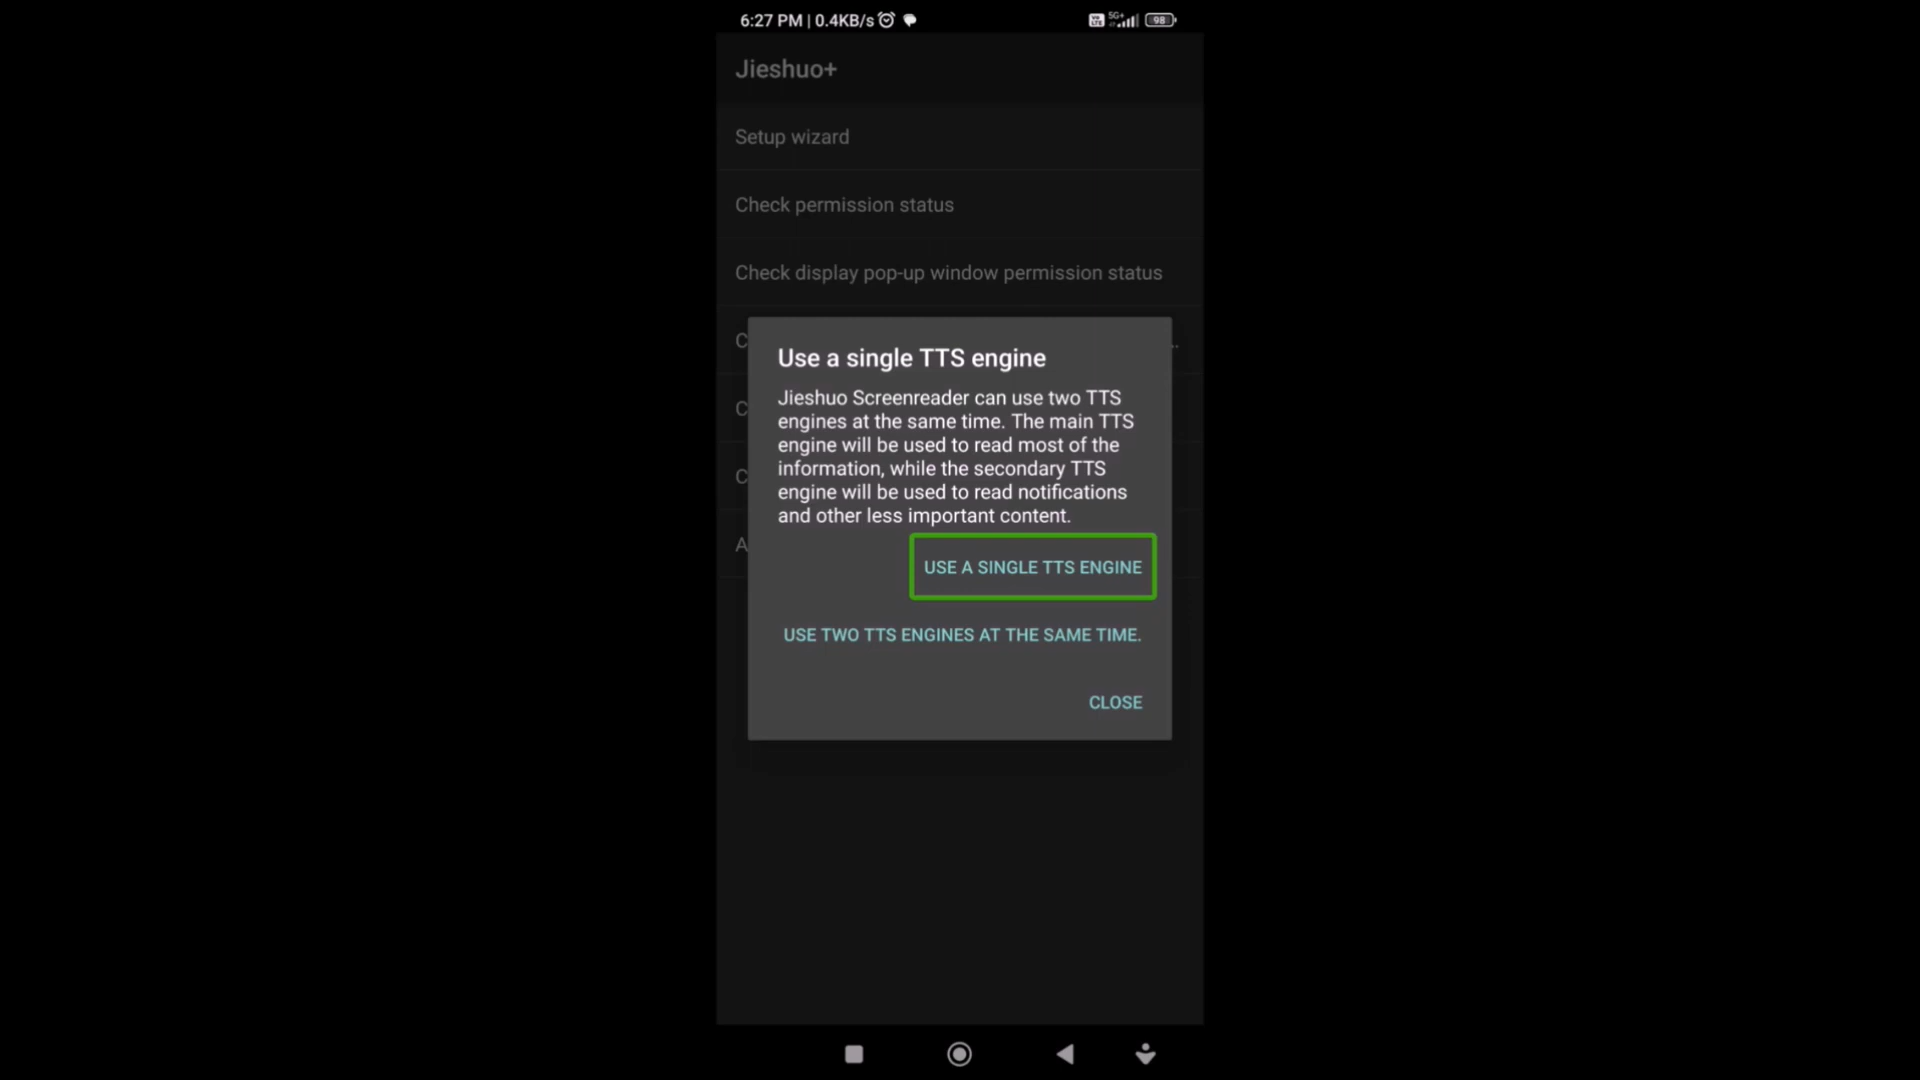 6:27 PM | 0.4KB/s
5G+
98
Jieshuo+
Setup wizard
Check permission status
Check display pop-up window permission status
C
..
C
C
A
Use a single TTS engine
Jieshuo Screenreader can use two TTS
engines at the same time. The main TTS
engine will be used to read most of the
information, while the secondary TTS
engine will be used to read notifications
and other less important content.
USE A SINGLE TTS ENGINE
USE TWO TTS ENGINES AT THE SAME TIME.
CLOSE